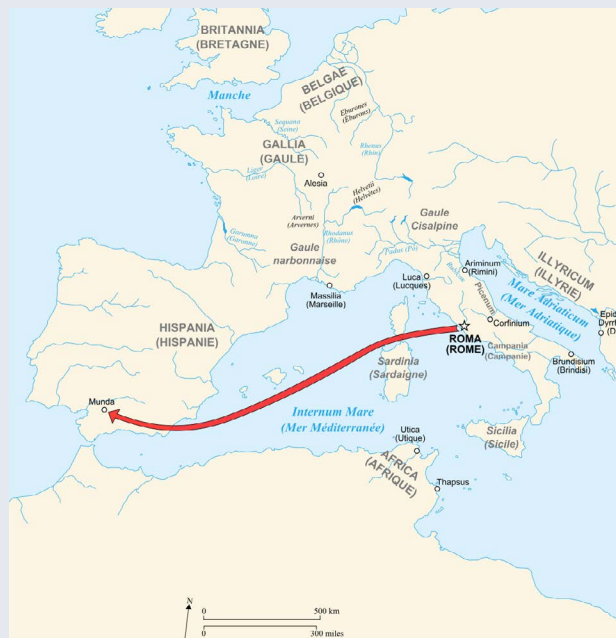 BRITANNIA
(BRETAGNE)
BELGAE
(BELGIQUE)
Manche
Eburones
(Éburons)
Sequana
(Seine)
GALLIA
(GAULE)
Rhenus
(Rhin)
Liger
(Loire)
Alesia
Helvetii
(Helvètes)
Arverni
(Arvernes)
Rhodanus
(Rhône)
Gaule
Cisalpine
Garumna
(Garonne)
Gaule
narbonnaise
Padus (Pô)
ILLYRICUM
(ILLYRIE)
Ariminum
(Rimini)
Luca
(Lucques)
Massilia
(Marseille)
Picenum
Mare Adriaticum
(Mer Adriatique)
Corfinium
HISPANIA
(HISPANIE)
ROMA
(ROME)
Campania
(Campanie)
Sardinia
(Sardaigne)
Brundisium
(Brindisi)
Epid
Dyrr
(D
Munda
Internum Mare
(Mer Méditerranée)
Utica
(Utique)
Sicilia
(Sicile)
AFRICA
(AFRIQUE)
Thapsus
N
0
500 km
0
300 miles